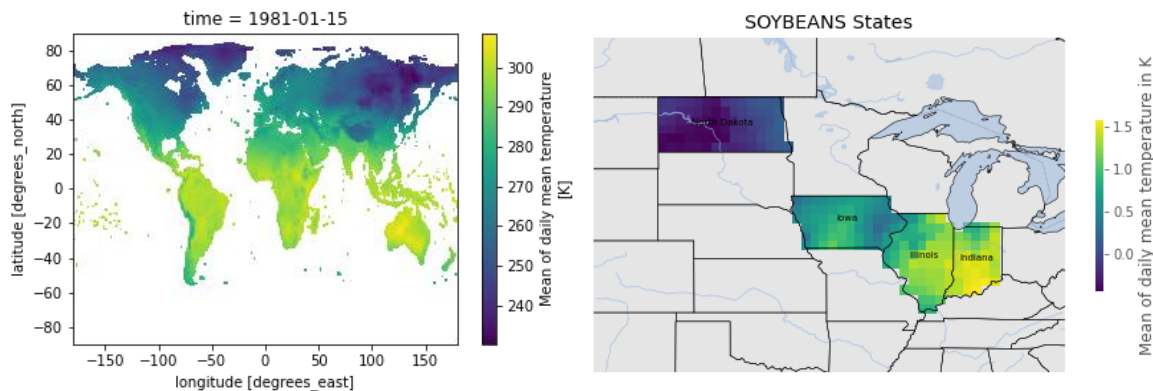 time = 1981-01-15
80
60
40
20
0
−20
−40
−60
−80
latitude [degrees_north]
−150
−100
−50
0
50
100
150
longitude [degrees_east]
300
290
280
270
260
250
240
Mean of daily mean temperature
[K]
SOYBEANS States
North Dakota
Iowa
Illinois
Indiana
1.5
1.0
0.5
0.0
Mean of daily mean temperature in K